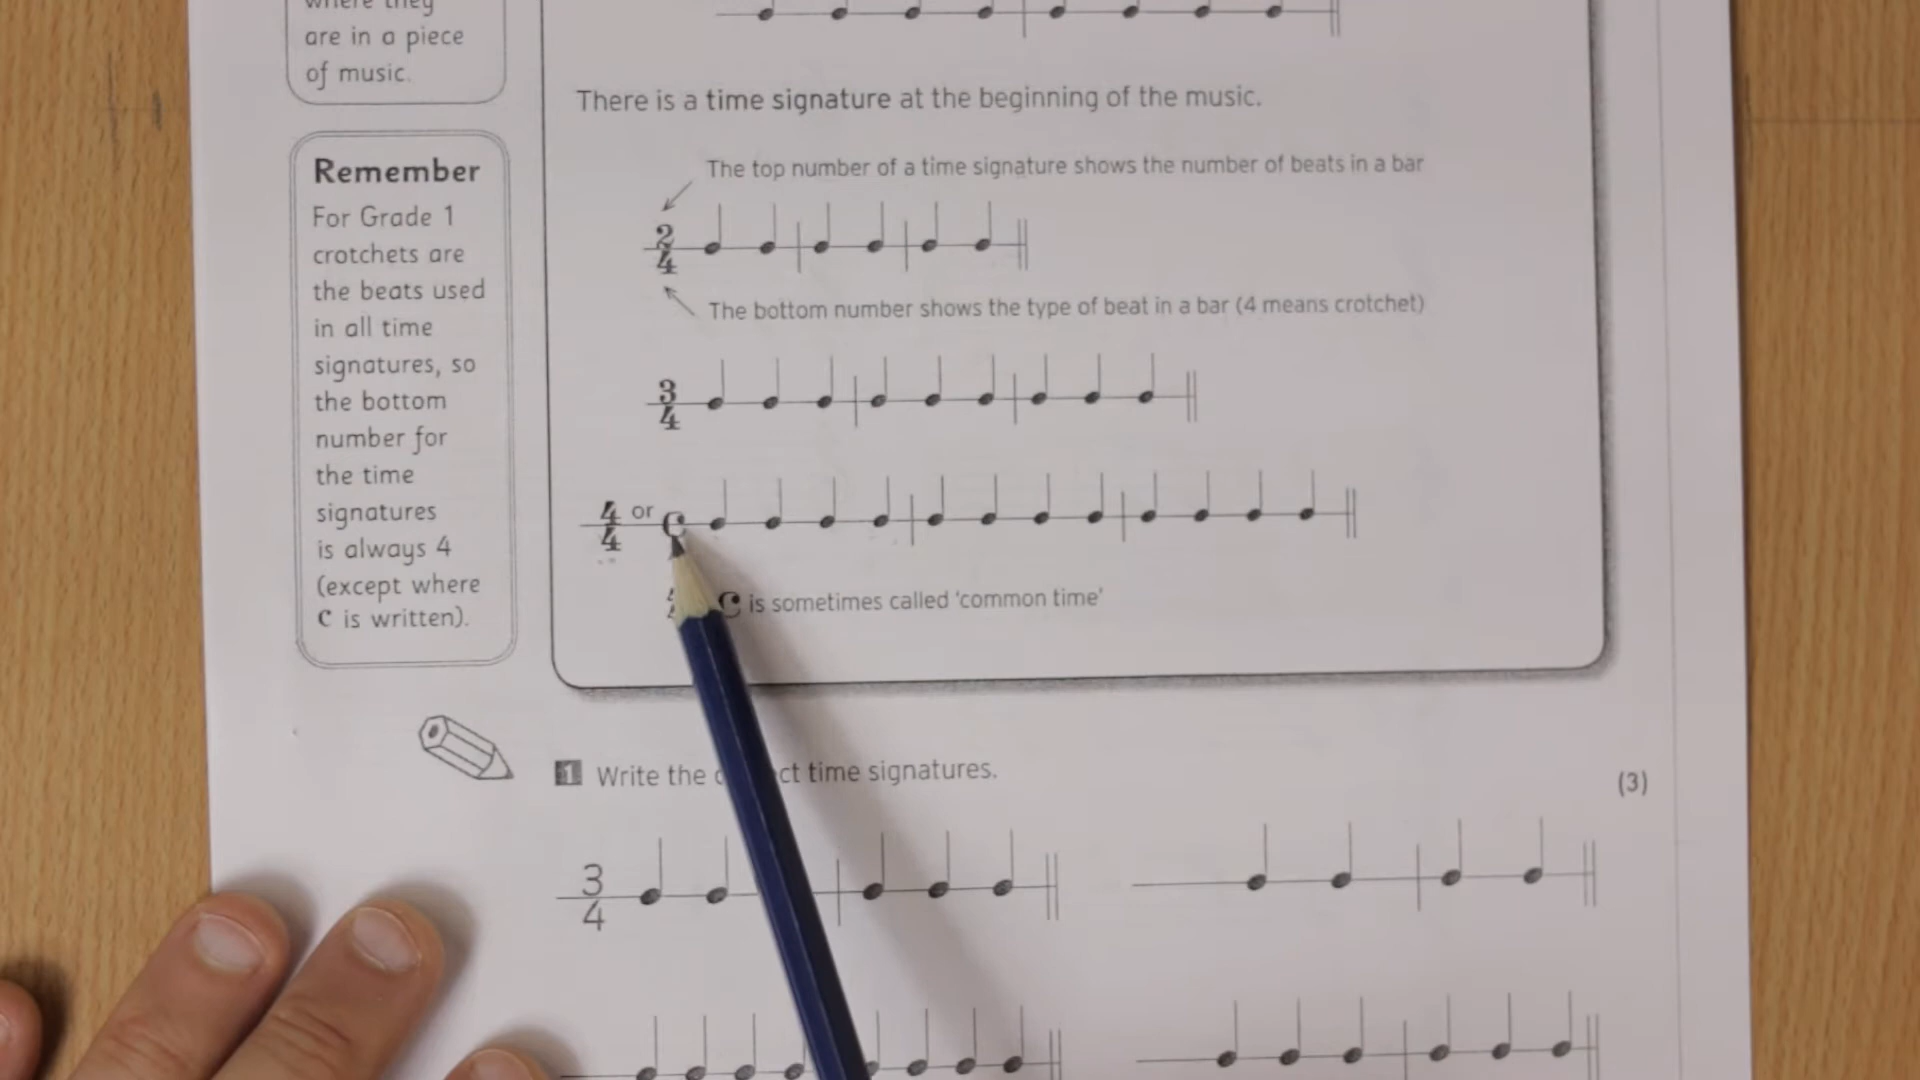 are in a piece
of music.
Remember
For Grade 1
crotchets are
the beats used
in all time
signatures, so
the bottom
number for
the time
signatures
is always 4
(except where
C is written).
There is a time signature at the beginning of the music.
The top number of a time signature shows the number of beats in a bar
2
4
The bottom number shows the type of beat in a bar (4 means crotchet)
3
4
4
4
or C
C is sometimes called ‘common time’
1 Write the time signatures.
(3)
3
4